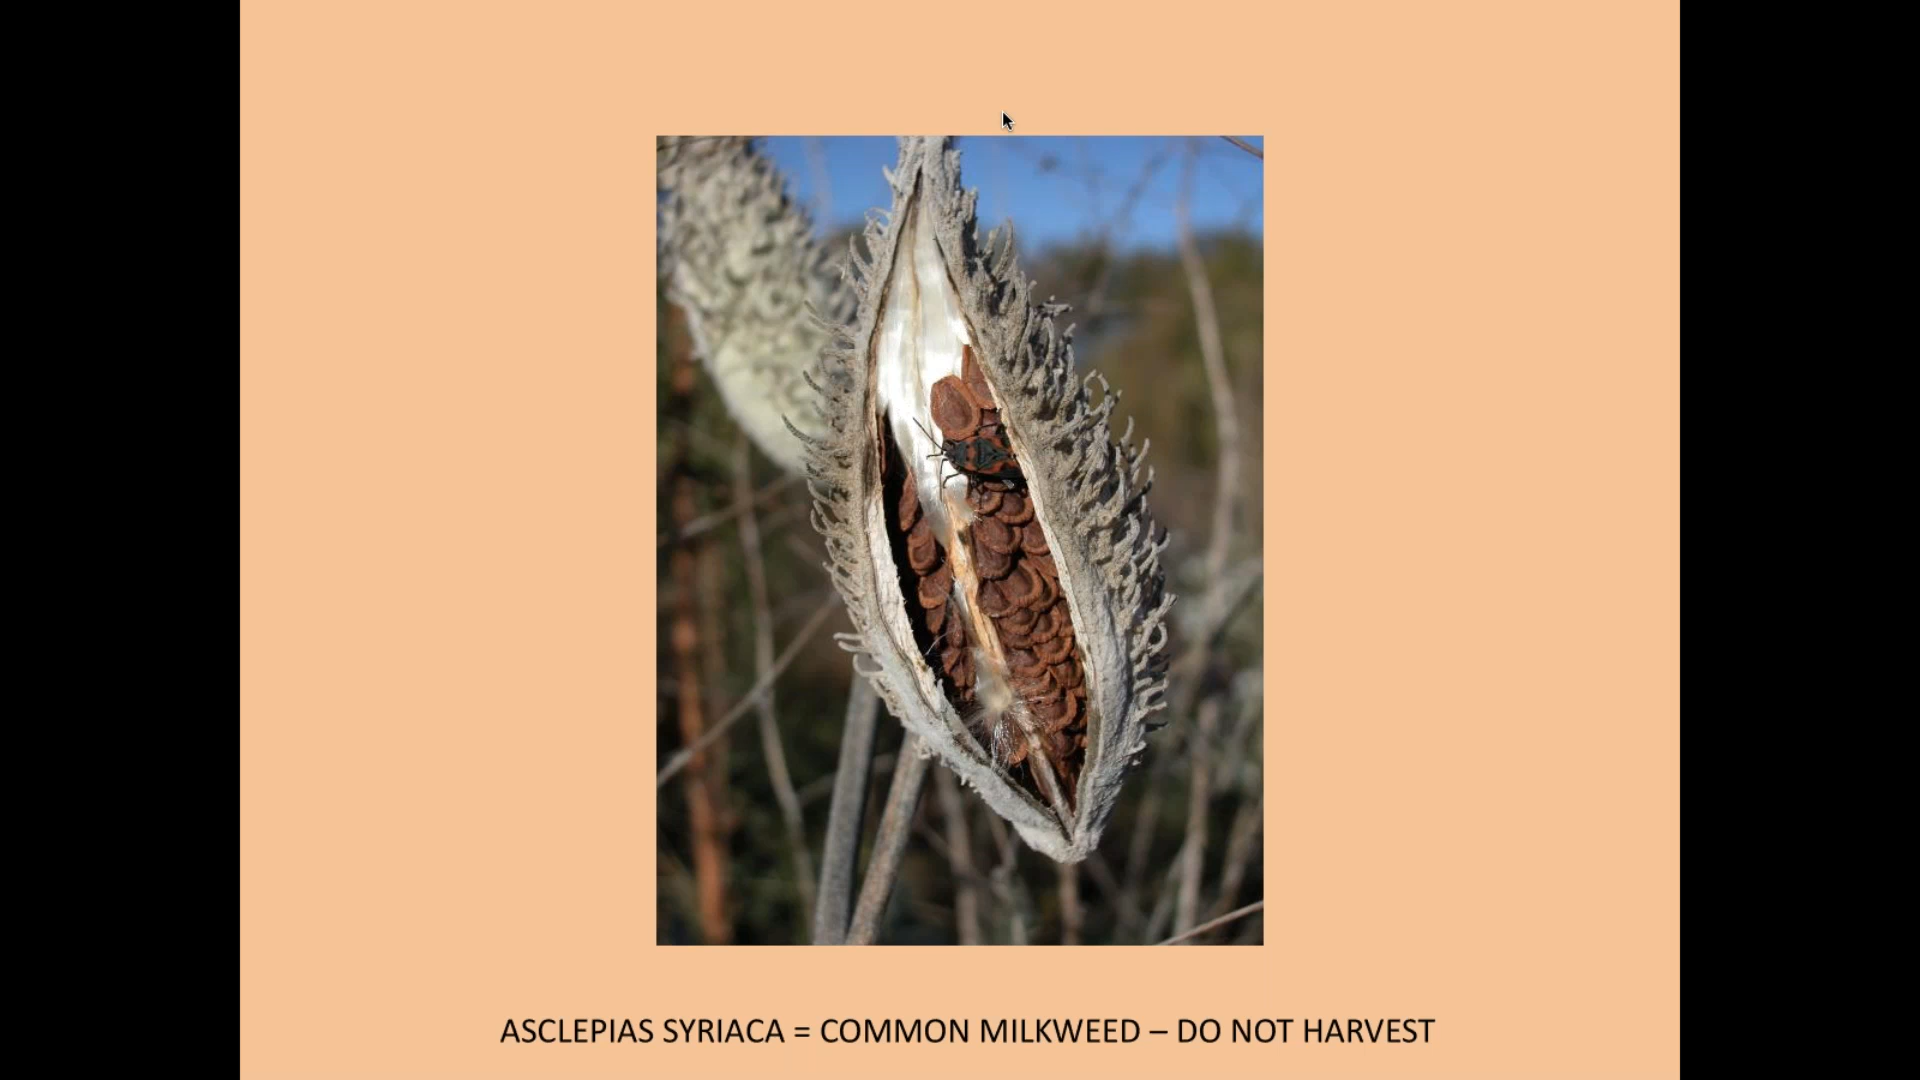 ASCLEPIAS SYRIACA = COMMON MILKWEED – DO NOT HARVEST